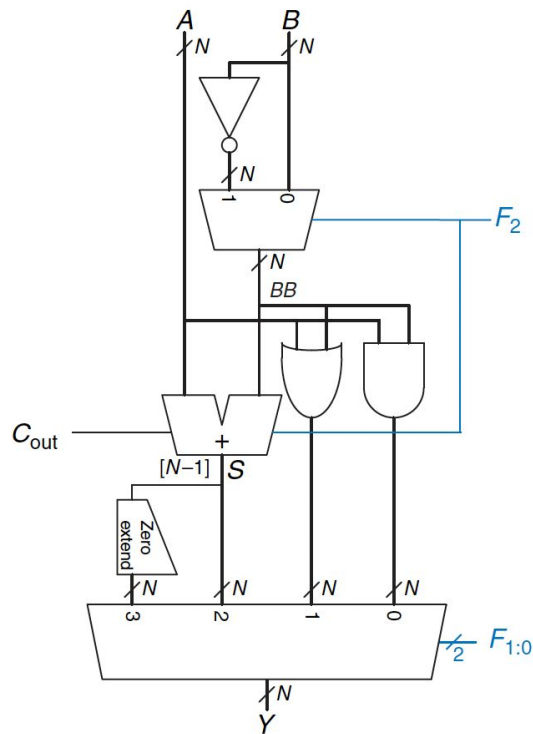 A B
N N
N
1 0
F2
N
BB
Cout
+
[N–1] S
Zero
extend
N N N N
3 2 1 0
2 F1:0
N
Y